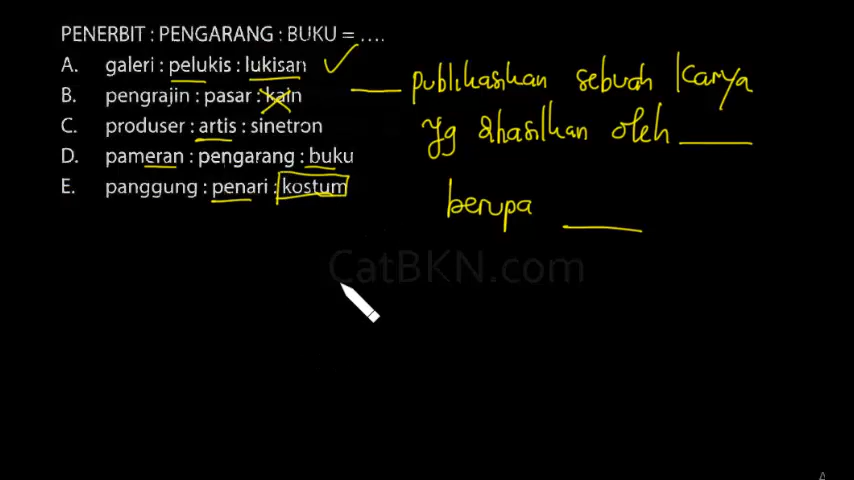 PENERBIT : PENGARANG : BUKU = ....
A. galeri : pelukis : lukisan
B. pengrajin : pasar : kain
C. produser : artis : sinetron
D. pameran : pengarang : buku
E. panggung : penari : kostum
publikasikan sebuah karya
yg dihasilkan oleh
berupa
CatBKN.com
A